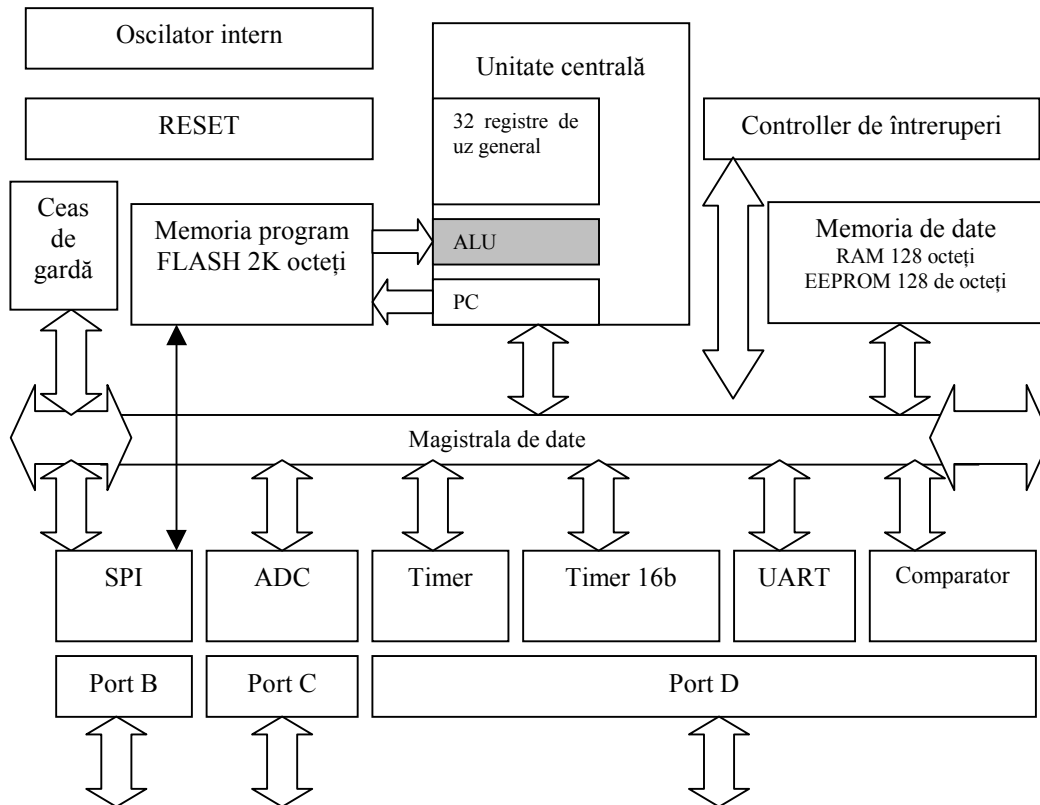 Oscilator intern
Unitate centrală
RESET
32 registre de
uz general
Controller de întreruperi
Ceas
de
gardă
Memoria program
FLASH 2K octeți
ALU
PC
Memoria de date
RAM 128 octeți
EEPROM 128 de octeți
Magistrala de date
SPI
ADC
Timer
Timer 16b
UART
Comparator
Port B
Port C
Port D